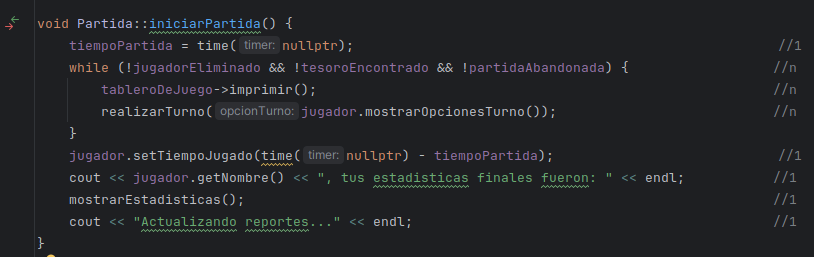 void Partida::iniciarPartida() {
tiempoPartida = time( timer: nullptr); //1
while (!jugadorEliminado && !tesoroEncontrado && !partidaAbandonada) { //n
tableroDeJuego->imprimir(); //n
realizarTurno( opcionTurno: jugador.mostrarOpcionesTurno()); //n
}
jugador.setTiempoJugado(time( timer: nullptr) - tiempoPartida); //1
cout << jugador.getNombre() << ", tus estadisticas finales fueron: " << endl; //1
mostrarEstadisticas(); //1
cout << "Actualizando reportes..." << endl; //1
}